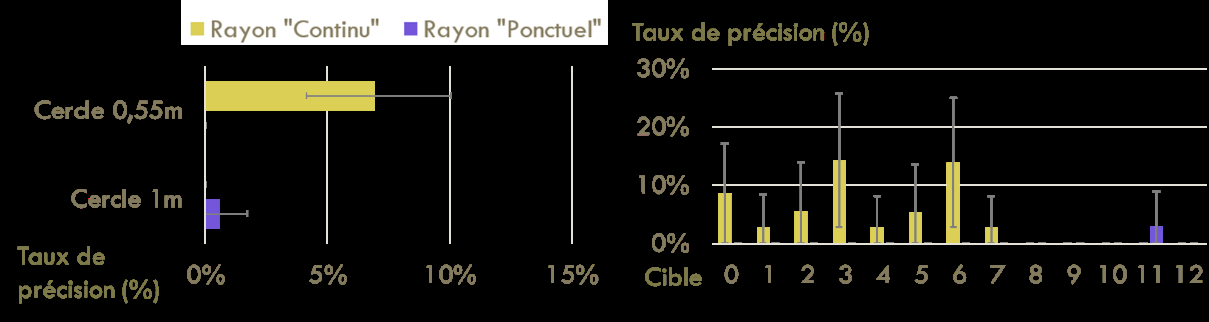 Rayon "Continu" Rayon "Ponctuel"
Cercle 0,55m
Cercle 1m
Taux de
précision (%)
0% 5% 10% 15%
Taux de précision (%)
30%
20%
10%
0%
Cible 0 1 2 3 4 5 6 7 8 9 10 11 12